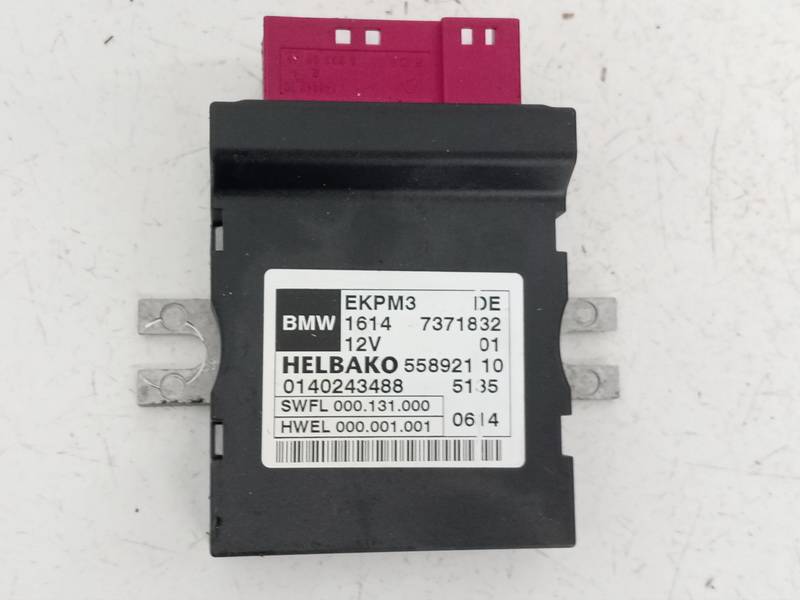 BMW
EKPM3 DE
1614 7371832
12V 01
HELBAKO 558921 10
0140243488 5135
SWFL 000.131.000
HWEL 000.001.001
0614